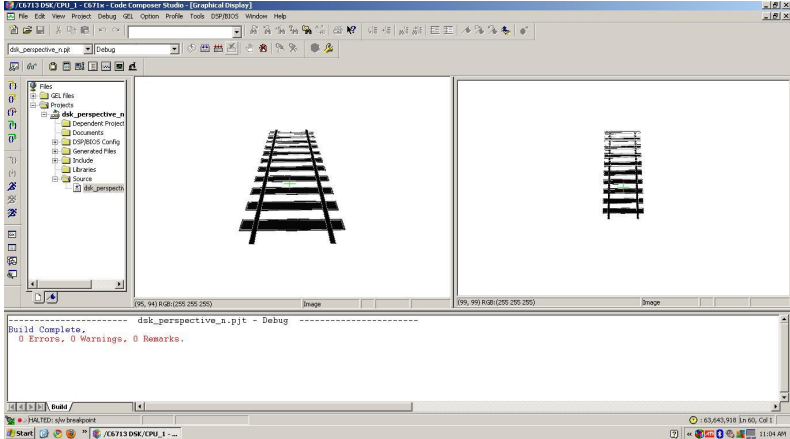 /C6713 DSK/CPU_1 - C671x - Code Composer Studio - [Graphical Display]
File Edit View Project Debug GEL Option Profile Tools DSP/BIOS Window Help
dsk_perspective_n.pjt Debug
Files
GEL files
Projects
dsk_perspective_n
Dependent Project
Documents
DSP/BIOS Config
Generated Files
Include
Libraries
Source
dsk_perspectiv
(95, 94) RGB:(255 255 255) Image
(99, 99) RGB:(255 255 255) Image
----------------------- dsk_perspective_n.pjt - Debug -----------------------
Build Complete,
0 Errors, 0 Warnings, 0 Remarks.
Build
HALTED: s/w breakpoint
: 63,643,918 Ln 60, Col 1
Start /C6713 DSK/CPU_1 - ... 11:04 AM